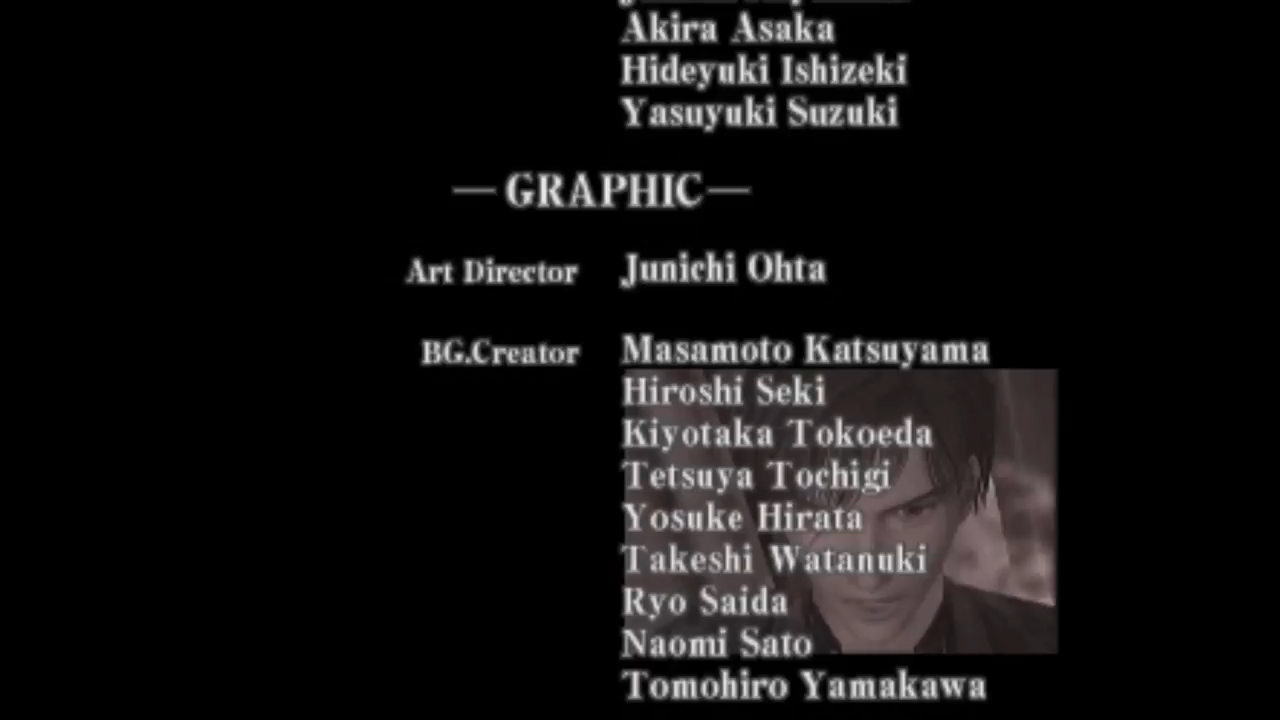 Akira Asaka
Hideyuki Ishizeki
Yasuyuki Suzuki
— GRAPHIC —
Art Director Junichi Ohta
BG.Creator Masamoto Katsuyama
Hiroshi Seki
Kiyotaka Tokoeda
Tetsuya Tochigi
Yosuke Hirata
Takeshi Watanuki
Ryo Saida
Naomi Sato
Tomohiro Yamakawa